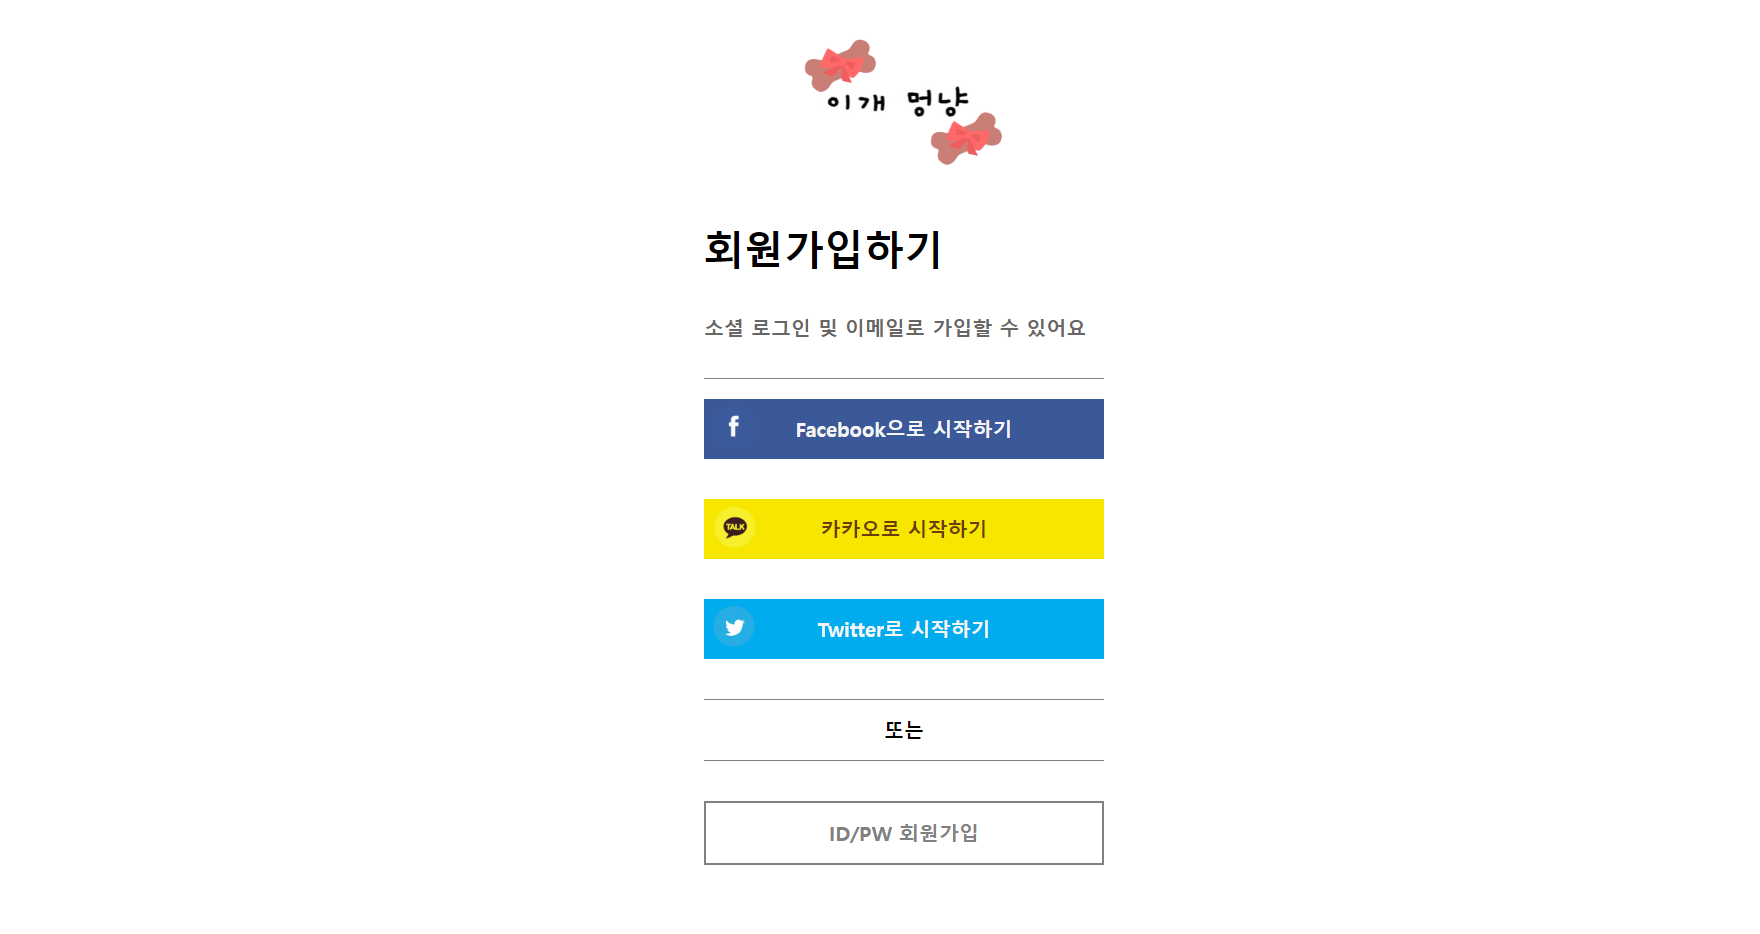 이개 멍냥
회원가입하기
소셜 로그인 및 이메일로 가입할 수 있어요
f
Facebook으로 시작하기
TALK
카카오로 시작하기
Twitter로 시작하기
또는
ID/PW 회원가입